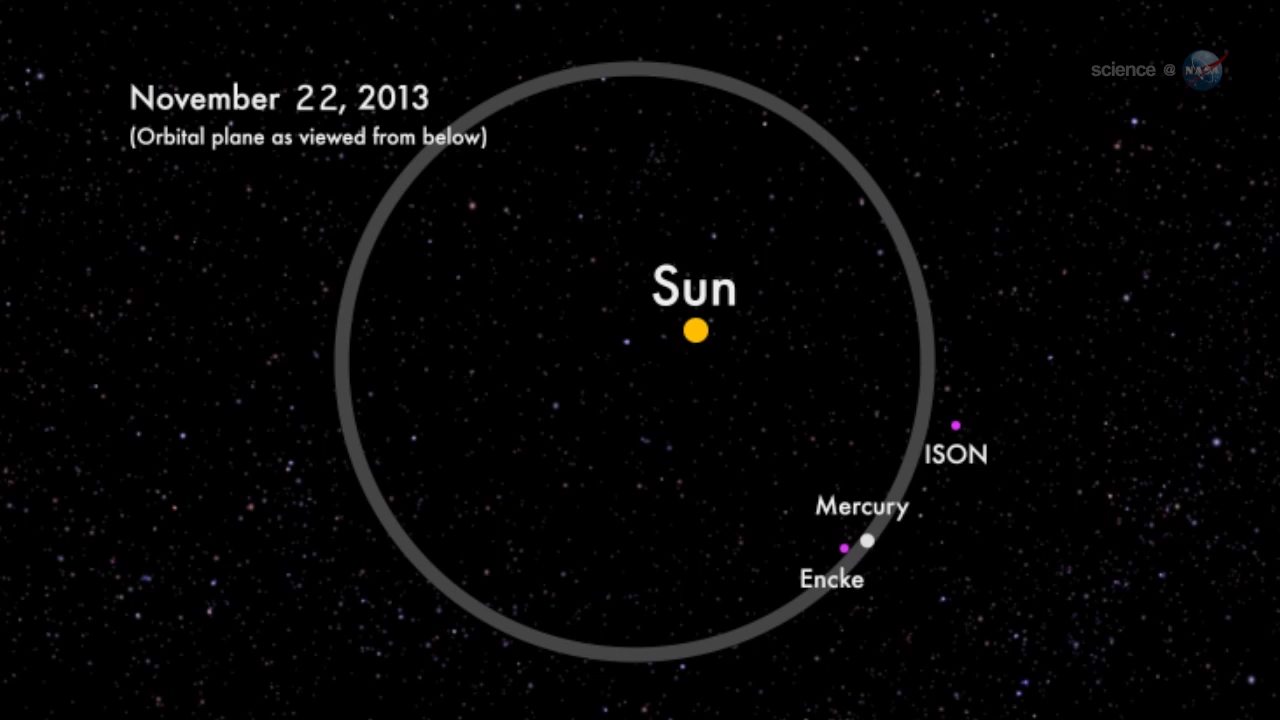 science @ NASA
November 22, 2013
(Orbital plane as viewed from below)
Sun
ISON
Mercury
Encke